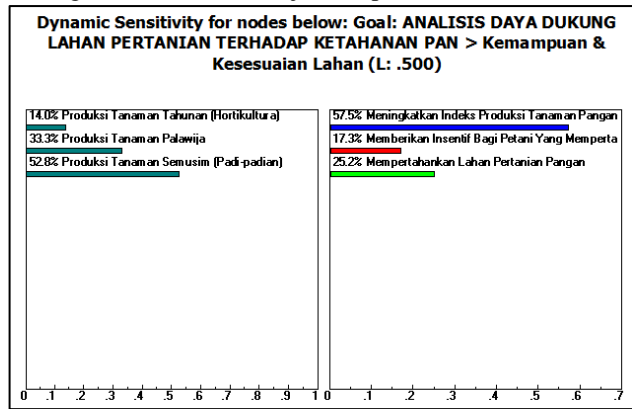 Dynamic Sensitivity for nodes below: Goal: ANALISIS DAYA DUKUNG
LAHAN PERTANIAN TERHADAP KETAHANAN PAN > Kemampuan &
Kesesuaian Lahan (L: .500)
14.0% Produksi Tanaman Tahunan (Hortikultura)
33.3% Produksi Tanaman Palawija
52.8% Produksi Tanaman Semusim (Padi-padian)
57.5% Meningkatkan Indeks Produksi Tanaman Pangan
17.3% Memberikan Insentif Bagi Petani Yang Memperta
25.2% Mempertahankan Lahan Pertanian Pangan
0 .1 .2 .3 .4 .5 .6 .7 .8 .9 1
0 .1 .2 .3 .4 .5 .6 .7